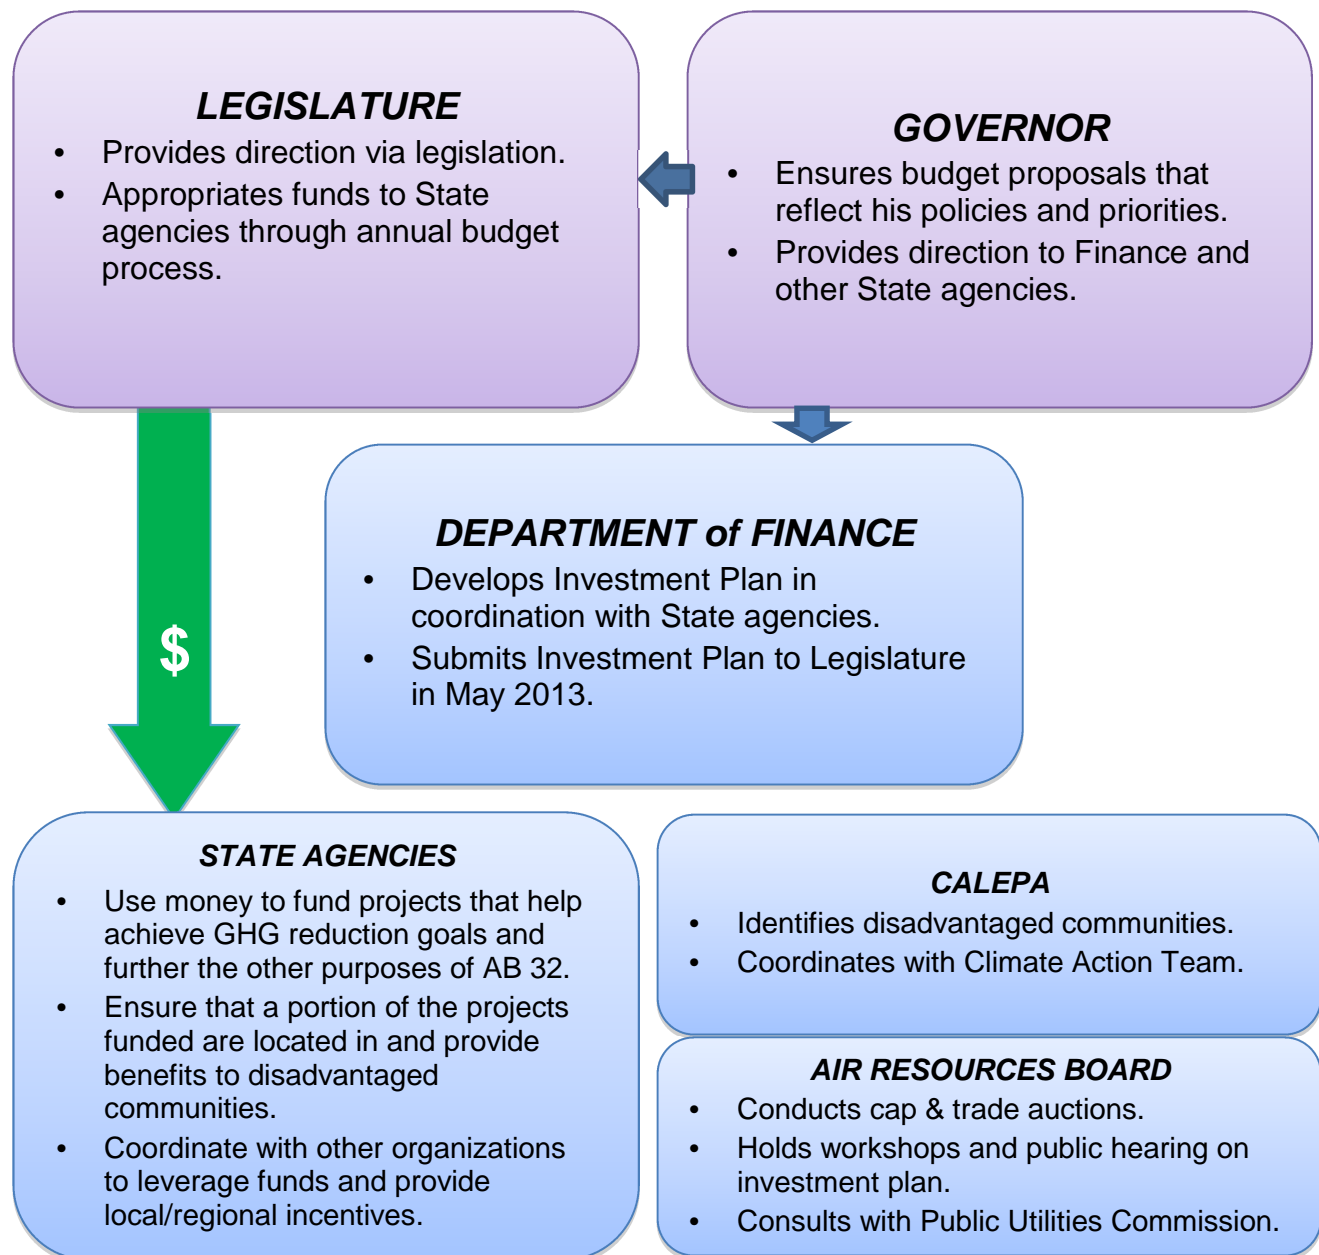 LEGISLATURE
• Provides direction via legislation.
• Appropriates funds to State
agencies through annual budget
process.
GOVERNOR
• Ensures budget proposals that
reflect his policies and priorities.
• Provides direction to Finance and
other State agencies.
DEPARTMENT of FINANCE
• Develops Investment Plan in
coordination with State agencies.
• Submits Investment Plan to Legislature
in May 2013.
$
STATE AGENCIES
• Use money to fund projects that help
achieve GHG reduction goals and
further the other purposes of AB 32.
• Ensure that a portion of the projects
funded are located in and provide
benefits to disadvantaged
communities.
• Coordinate with other organizations
to leverage funds and provide
local/regional incentives.
CALEPA
• Identifies disadvantaged communities.
• Coordinates with Climate Action Team.
AIR RESOURCES BOARD
• Conducts cap & trade auctions.
• Holds workshops and public hearing on
investment plan.
• Consults with Public Utilities Commission.